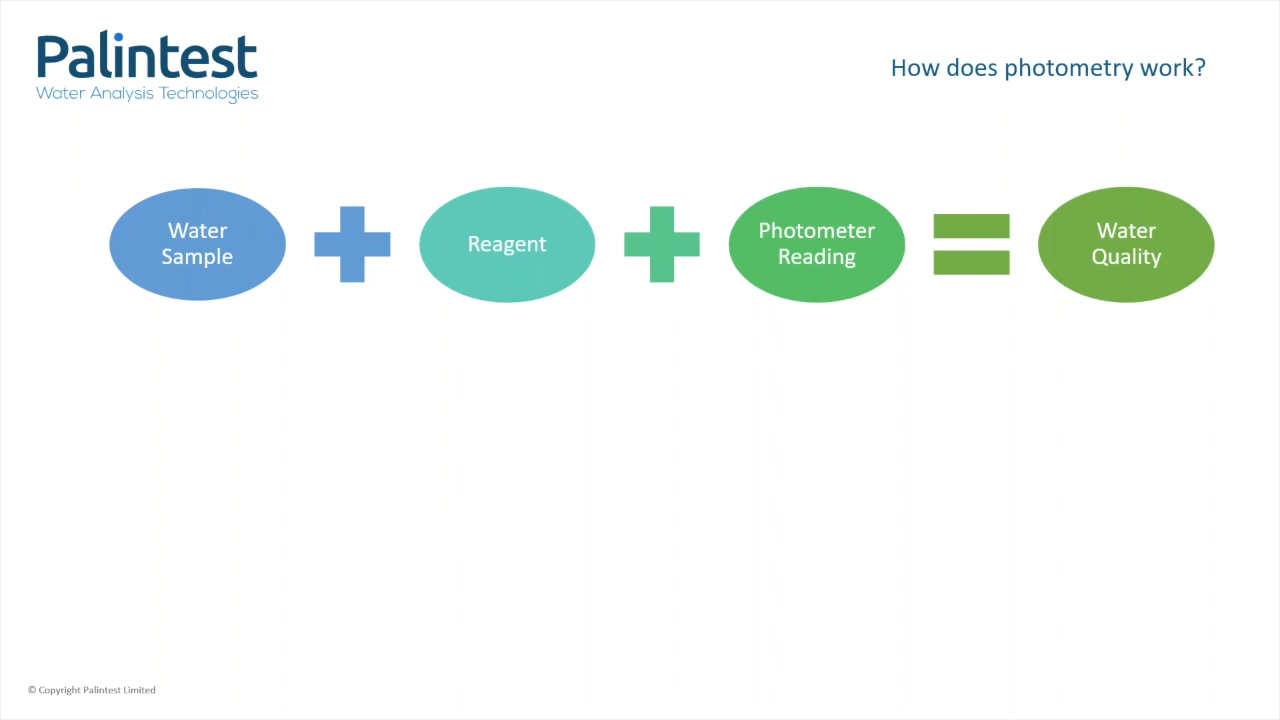 Palintest
Water Analysis Technologies
How does photometry work?
Water
Sample
Reagent
Photometer
Reading
Water
Quality
© Copyright Palintest Limited